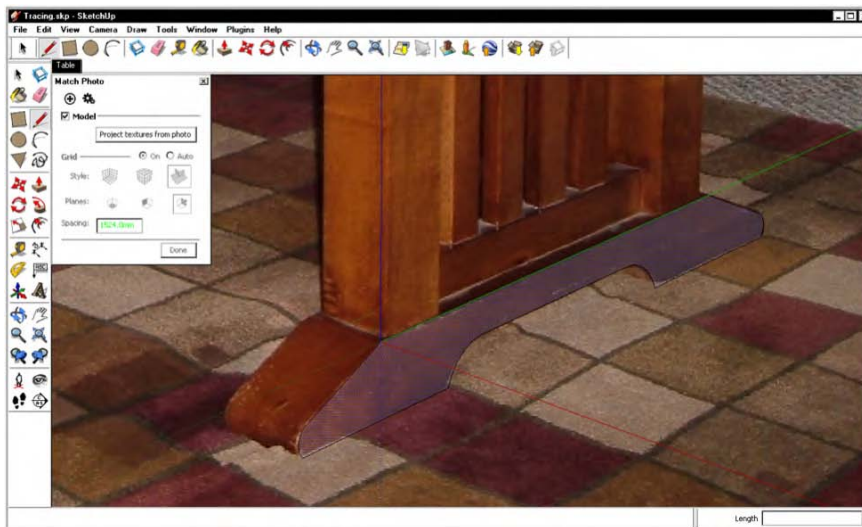 Tracing.skp - SketchUp
File Edit View Camera Draw Tools Window Plugins Help
Table
Match Photo
Model
Project textures from photo
Grid On Auto
Style:
Planes:
Spacing: 1524.0mm
Done
Length